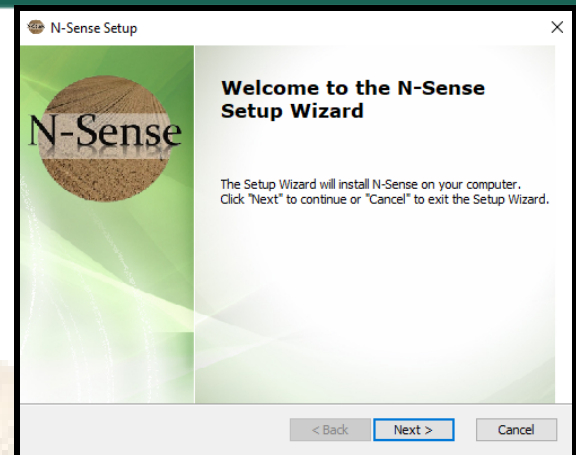 N-Sense Setup
N-Sense
Welcome to the N-Sense
Setup Wizard
The Setup Wizard will install N-Sense on your computer.
Click "Next" to continue or "Cancel" to exit the Setup Wizard.
< Back
Next >
Cancel